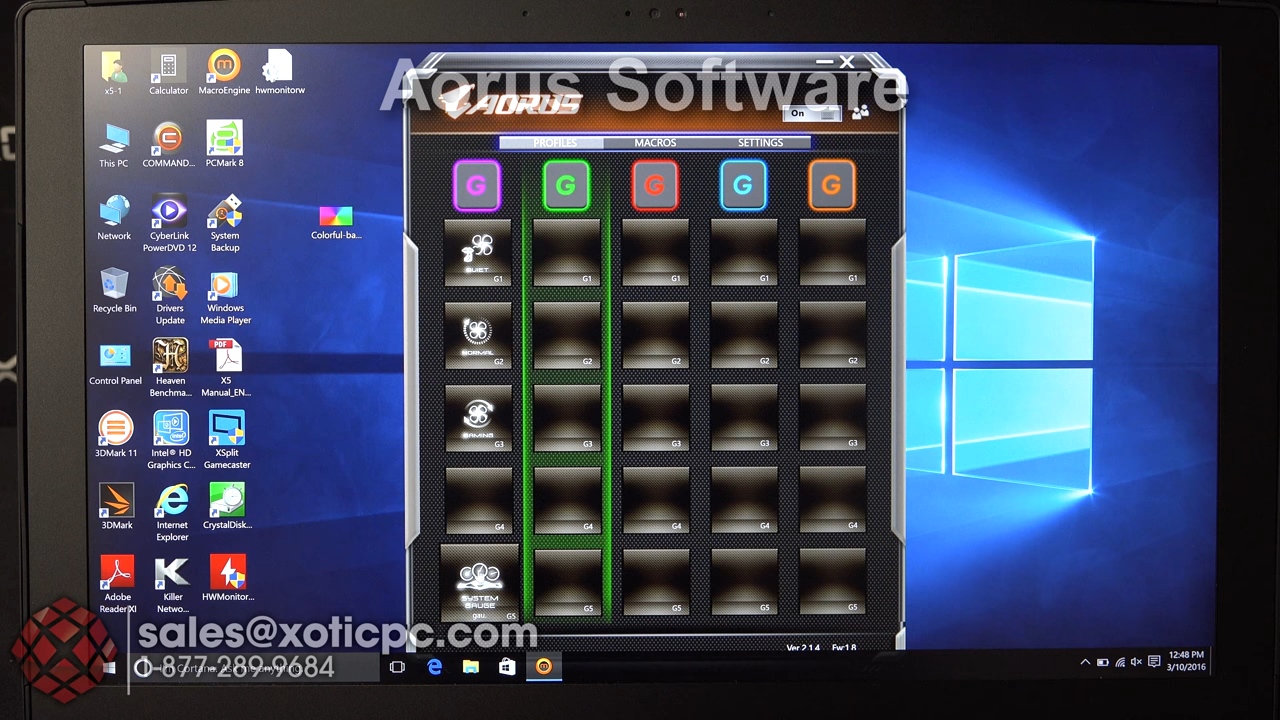 Aorus Software
AORUS
On
PROFILES MACROS SETTINGS
G G G G G
QUIET
G1 G1 G1 G1 G1
NORMAL
G2 G2 G2 G2 G2
GAMING
G3 G3 G3 G3 G3
G4 G4 G4 G4 G4
SYSTEM
GAUGE
gau. G5 G5 G5 G5 G5
Ver 2.1.4 Fw:1.8
x5-1 Calculator MacroEngine hwmonitorw
This PC COMMAND... PCMark 8
Network CyberLink PowerDVD 12 System Backup Colorful-ba...
Recycle Bin Drivers Update Windows Media Player
Control Panel Heaven Benchma... X5 Manual_EN...
3DMark 11 Intel® HD Graphics C... XSplit Gamecaster
3DMark Internet Explorer CrystalDisk...
Adobe Reader XI Killer Netwo... HWMonitor...
sales@xoticpc.com
1-877-289-7684
12:48 PM
3/10/2016